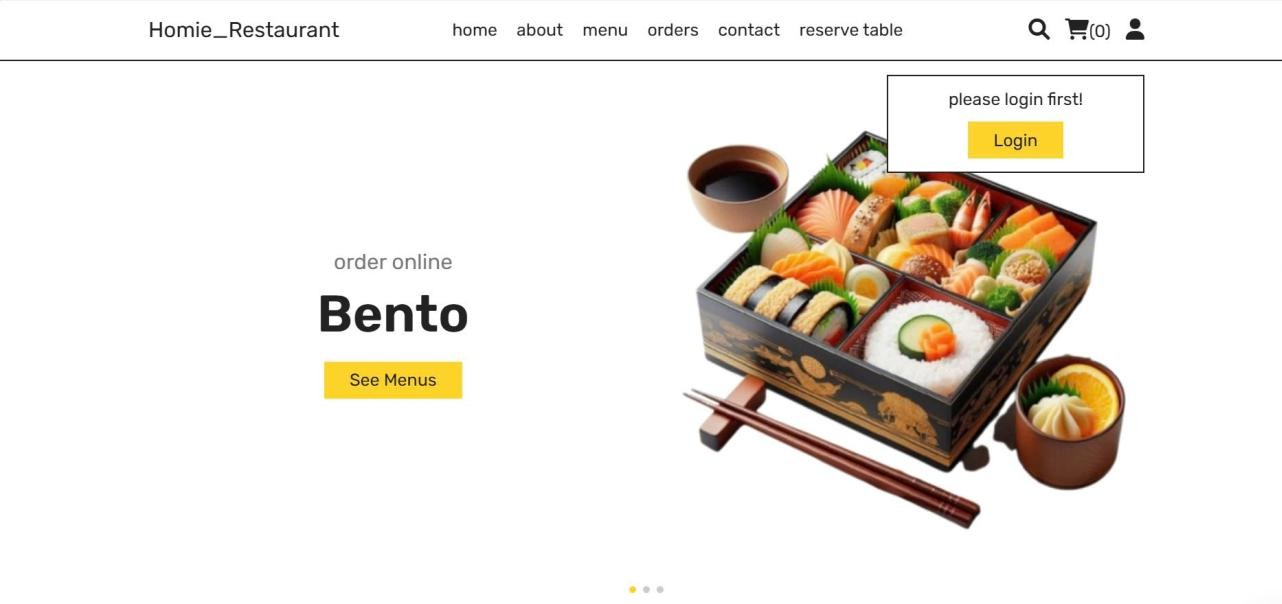 Homie_Restaurant home about menu orders contact reserve table (0)
please login first!
Login
order online
Bento
See Menus